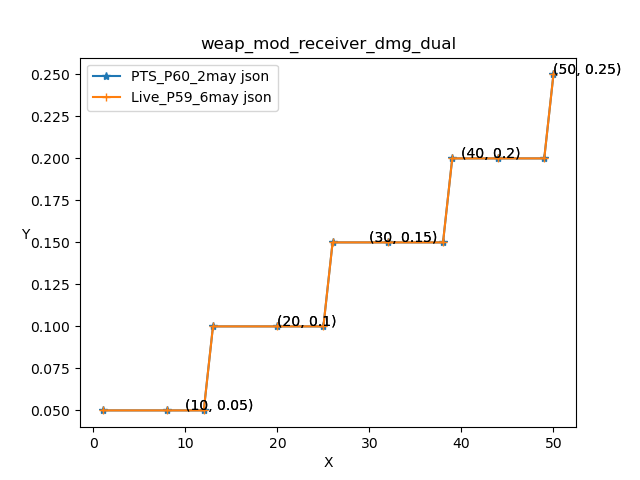 weap_mod_receiver_dmg_dual
PTS_P60_2may json
Live_P59_6may json
(50, 0.25)
(40, 0.2)
(30, 0.15)
(20, 0.1)
(10, 0.05)
0.250
0.225
0.200
0.175
0.150
0.125
0.100
0.075
0.050
Y
0 10 20 30 40 50
X